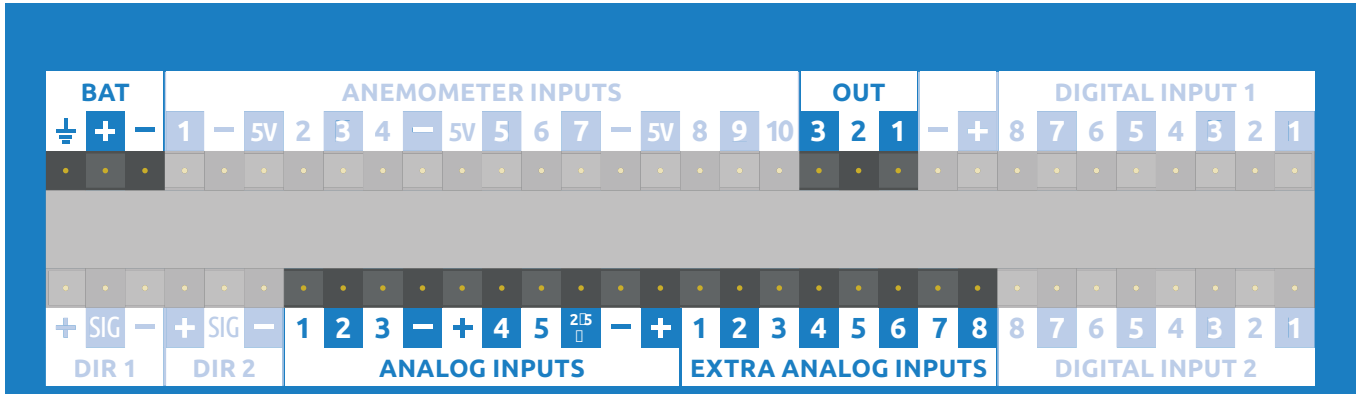 BAT ANEMOMETER INPUTS OUT DIGITAL INPUT 1
⏚ + − 1 − 5V 2 3 4 − 5V 5 6 7 − 5V 8 9 10 3 2 1 − + 8 7 6 5 4 3 2 1
+ SIG − + SIG − 1 2 3 − + 4 5 2▯5 ▯ − + 1 2 3 4 5 6 7 8 8 7 6 5 4 3 2 1
DIR 1 DIR 2 ANALOG INPUTS EXTRA ANALOG INPUTS DIGITAL INPUT 2